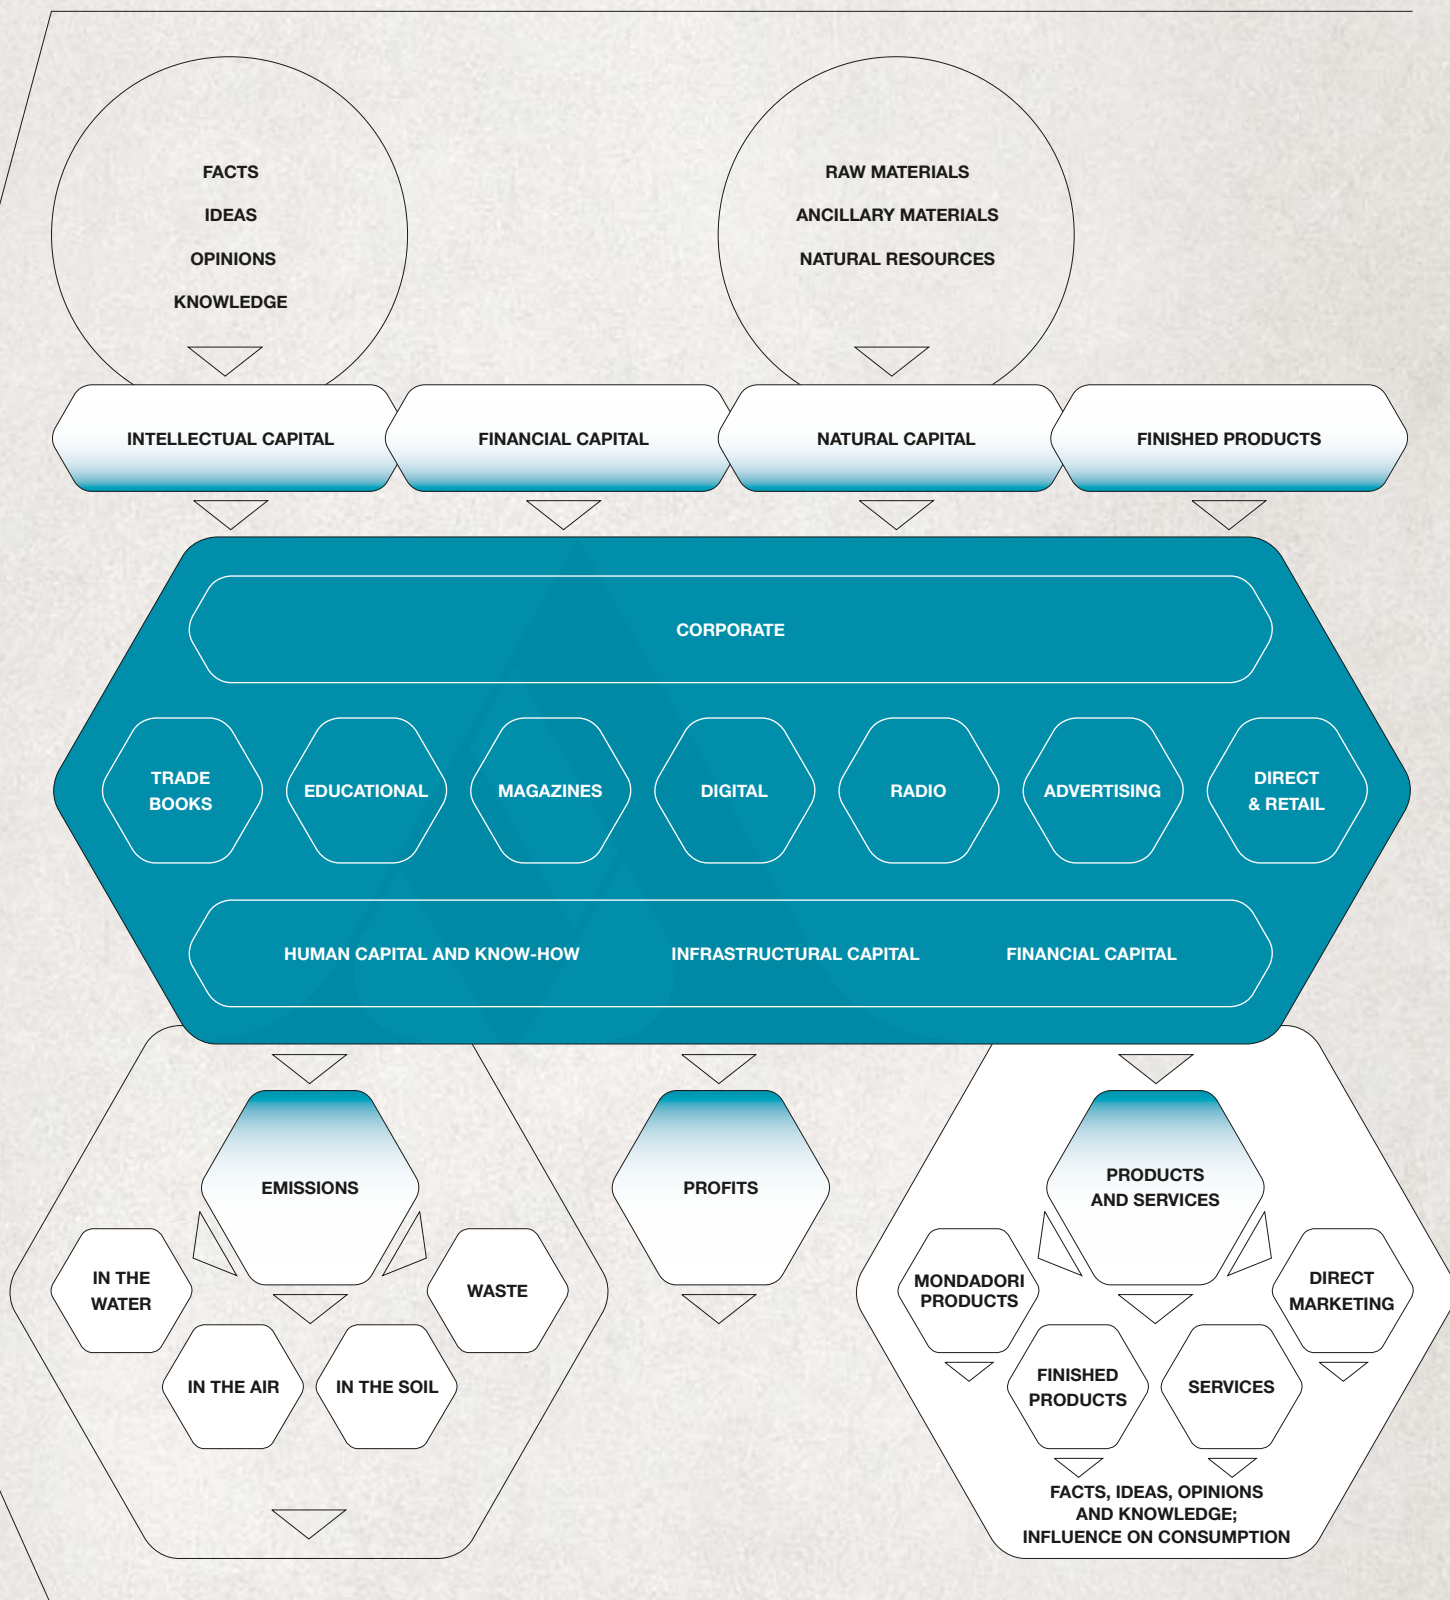 FACTS
IDEAS
OPINIONS
KNOWLEDGE
RAW MATERIALS
ANCILLARY MATERIALS
NATURAL RESOURCES
INTELLECTUAL CAPITAL
FINANCIAL CAPITAL
NATURAL CAPITAL
FINISHED PRODUCTS
CORPORATE
TRADE
BOOKS
EDUCATIONAL
MAGAZINES
DIGITAL
RADIO
ADVERTISING
DIRECT
& RETAIL
HUMAN CAPITAL AND KNOW-HOW
INFRASTRUCTURAL CAPITAL
FINANCIAL CAPITAL
EMISSIONS
IN THE
WATER
IN THE AIR
IN THE SOIL
WASTE
PROFITS
PRODUCTS
AND SERVICES
MONDADORI
PRODUCTS
FINISHED
PRODUCTS
SERVICES
DIRECT
MARKETING
FACTS, IDEAS, OPINIONS
AND KNOWLEDGE;
INFLUENCE ON CONSUMPTION